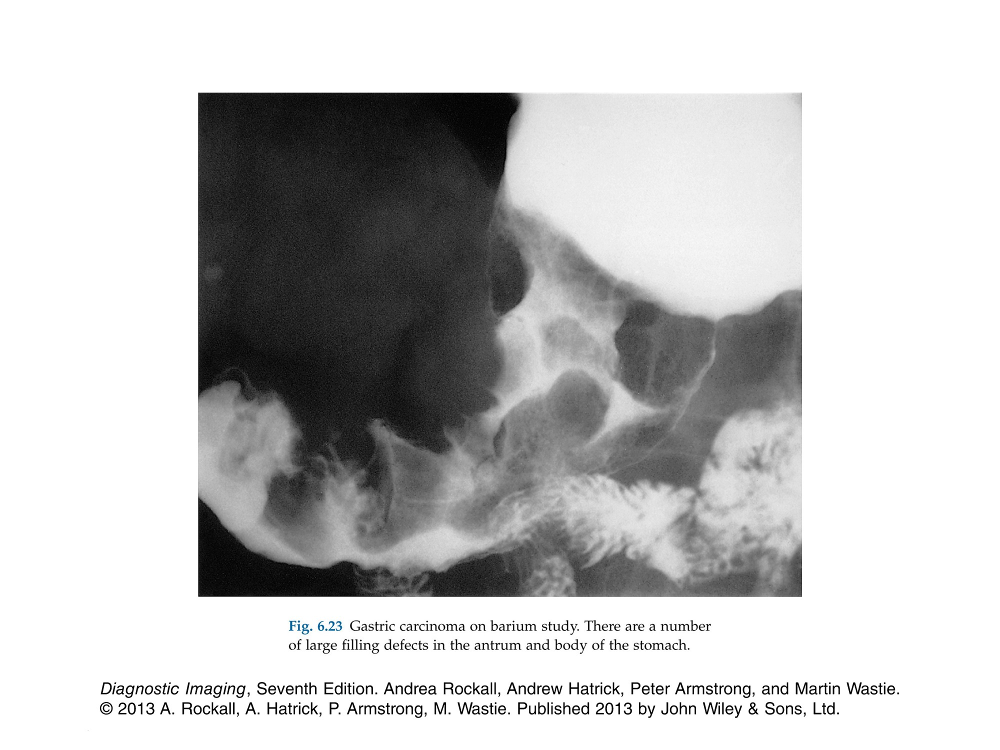 Fig. 6.23 Gastric carcinoma on barium study. There are a number
of large filling defects in the antrum and body of the stomach.
Diagnostic Imaging, Seventh Edition. Andrea Rockall, Andrew Hatrick, Peter Armstrong, and Martin Wastie.
© 2013 A. Rockall, A. Hatrick, P. Armstrong, M. Wastie. Published 2013 by John Wiley & Sons, Ltd.